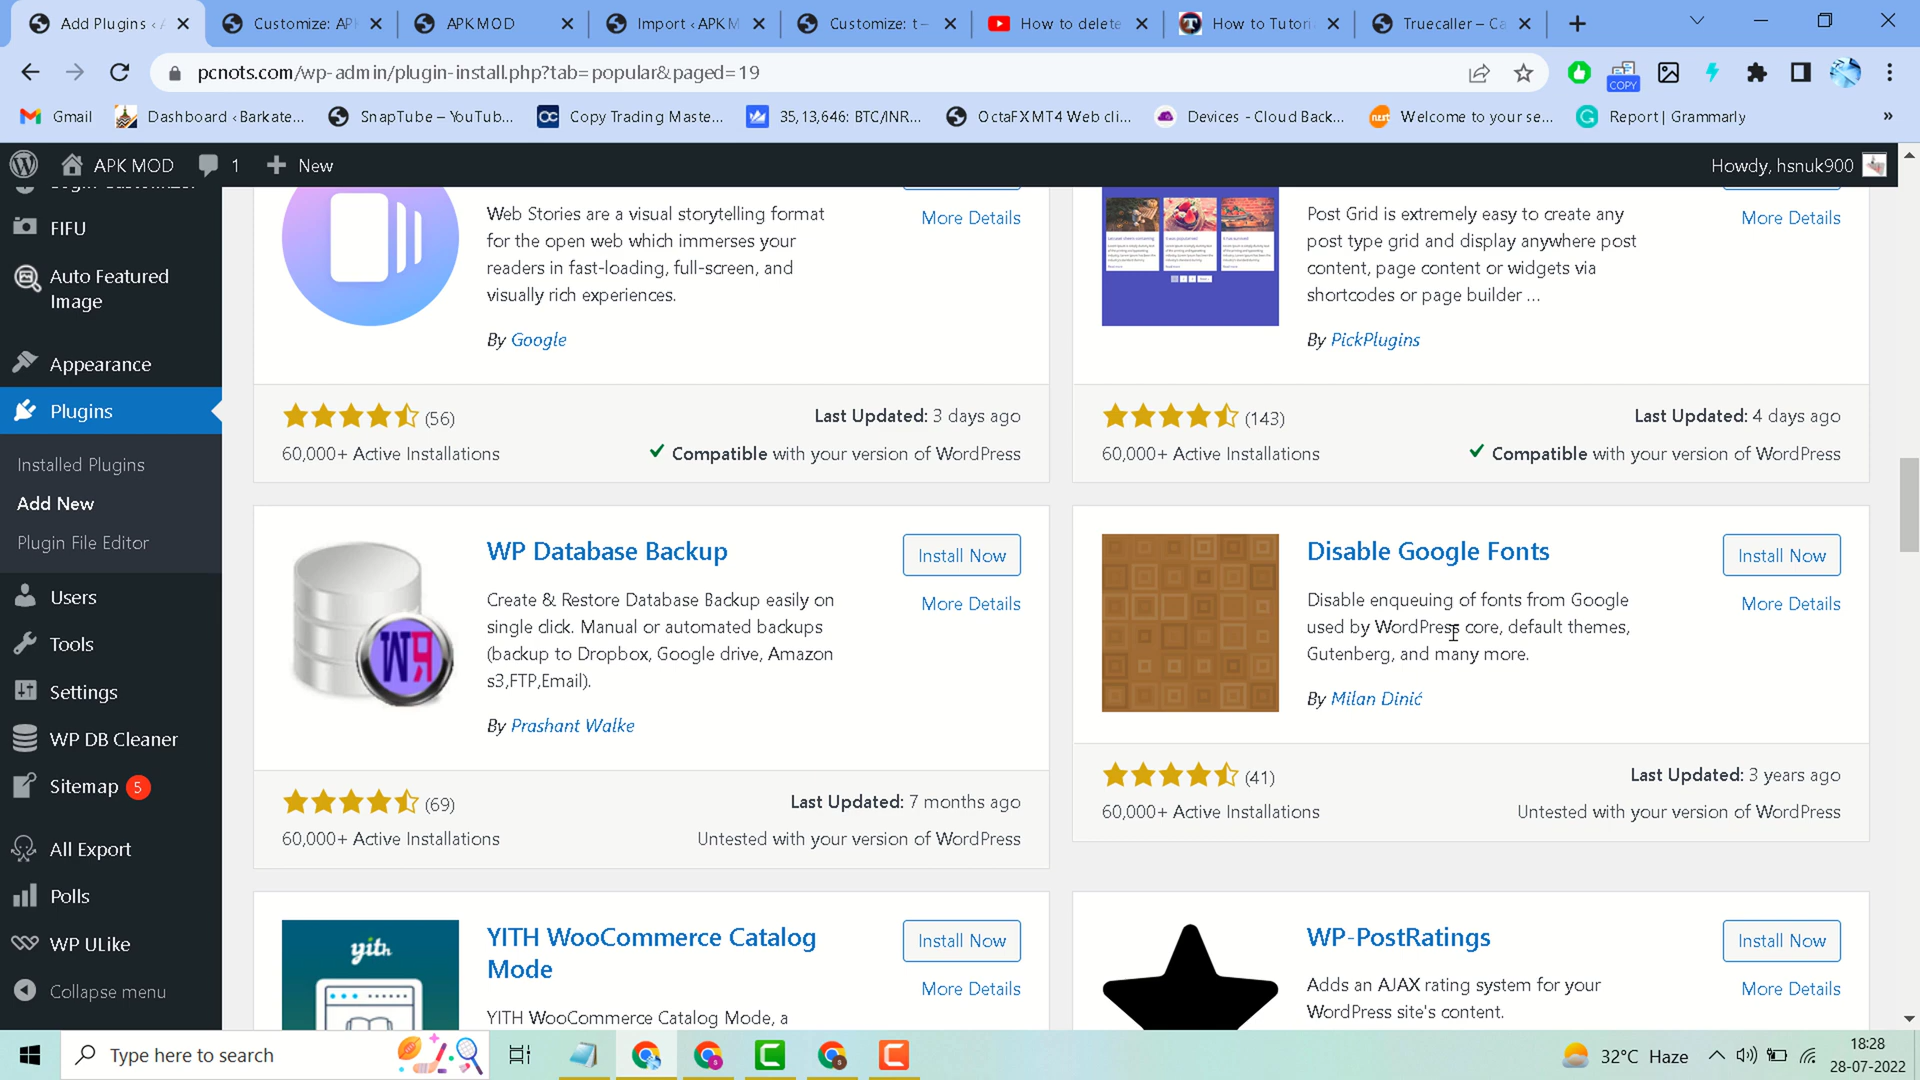 Add Plugins ‹ A
Customize: APK
APK MOD
Import ‹ APK M
Customize: t –
How to delete
How to Tutori
Truecaller – Ca
pcnots.com/wp-admin/plugin-install.php?tab=popular&paged=19
COPY
Gmail
Dashboard ‹ Barkate...
SnapTube – YouTub...
Copy Trading Maste...
35,13,646: BTC/INR...
OctaFX MT4 Web cli...
Devices - Cloud Back...
Welcome to your se...
Report | Grammarly
»
APK MOD
1
New
Howdy, hsnuk900
Login Customizer
FIFU
Auto Featured
Image
Appearance
Plugins
Installed Plugins
Add New
Plugin File Editor
Users
Tools
Settings
WP DB Cleaner
Sitemap 5
All Export
Polls
WP ULike
Collapse menu
Web Stories are a visual storytelling format
for the open web which immerses your
readers in fast-loading, full-screen, and
visually rich experiences.
By Google
More Details
(56)
Last Updated: 3 days ago
60,000+ Active Installations
Compatible with your version of WordPress
Post Grid is extremely easy to create any
post type grid and display anywhere post
content, page content or widgets via
shortcodes or page builder ...
By PickPlugins
More Details
(143)
Last Updated: 4 days ago
60,000+ Active Installations
Compatible with your version of WordPress
WP Database Backup
Install Now
More Details
Create & Restore Database Backup easily on
single click. Manual or automated backups
(backup to Dropbox, Google drive, Amazon
s3,FTP,Email).
By Prashant Walke
(69)
Last Updated: 7 months ago
60,000+ Active Installations
Untested with your version of WordPress
Disable Google Fonts
Install Now
More Details
Disable enqueuing of fonts from Google
used by WordPress core, default themes,
Gutenberg, and many more.
By Milan Dinić
(41)
Last Updated: 3 years ago
60,000+ Active Installations
Untested with your version of WordPress
yith
YITH WooCommerce Catalog
Mode
Install Now
More Details
YITH WooCommerce Catalog Mode, a
WP-PostRatings
Install Now
More Details
Adds an AJAX rating system for your
WordPress site's content.
Type here to search
32°C Haze
18:28
28-07-2022